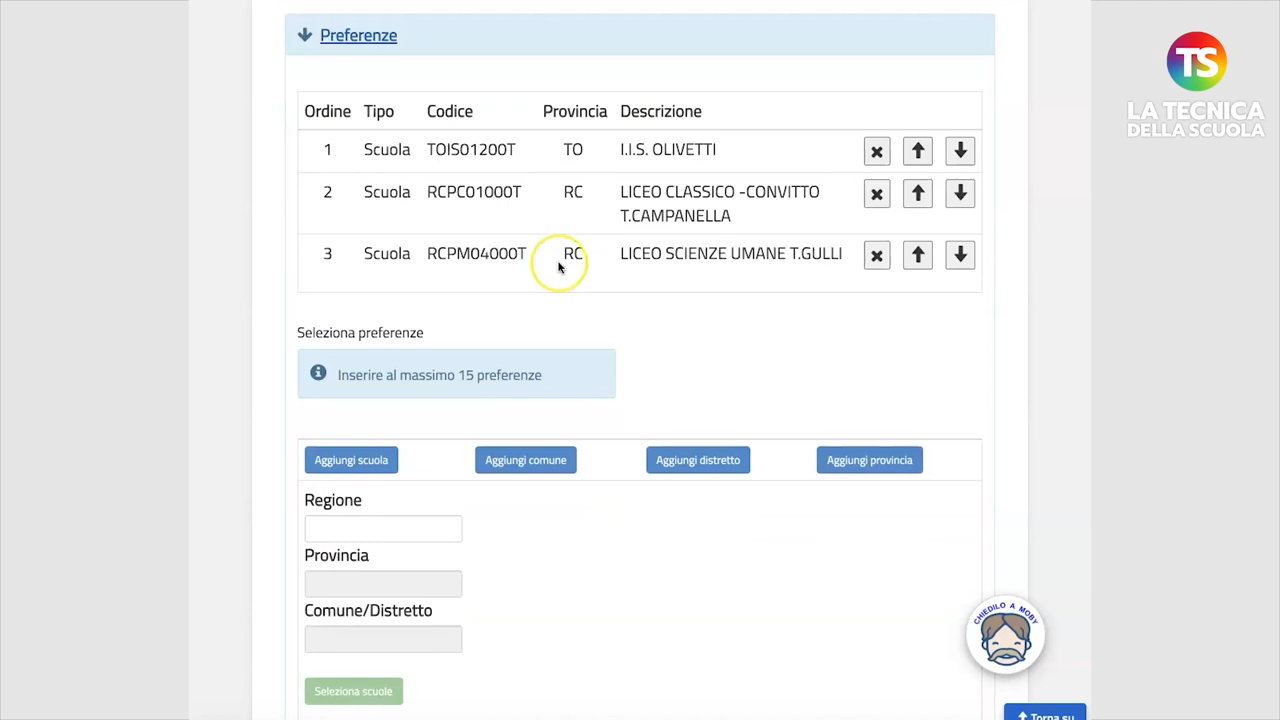 Preferenze
TS
LA TECNICA
DELLA SCUOLA
Ordine Tipo Codice Provincia Descrizione
1 Scuola TOIS01200T TO I.I.S. OLIVETTI
2 Scuola RCPC01000T RC LICEO CLASSICO -CONVITTO
T.CAMPANELLA
3 Scuola RCPM04000T RC LICEO SCIENZE UMANE T.GULLI
Seleziona preferenze
Inserire al massimo 15 preferenze
Aggiungi scuola Aggiungi comune Aggiungi distretto Aggiungi provincia
Regione
Provincia
Comune/Distretto
CHIEDILO A MOBY
Seleziona scuole
Torna su